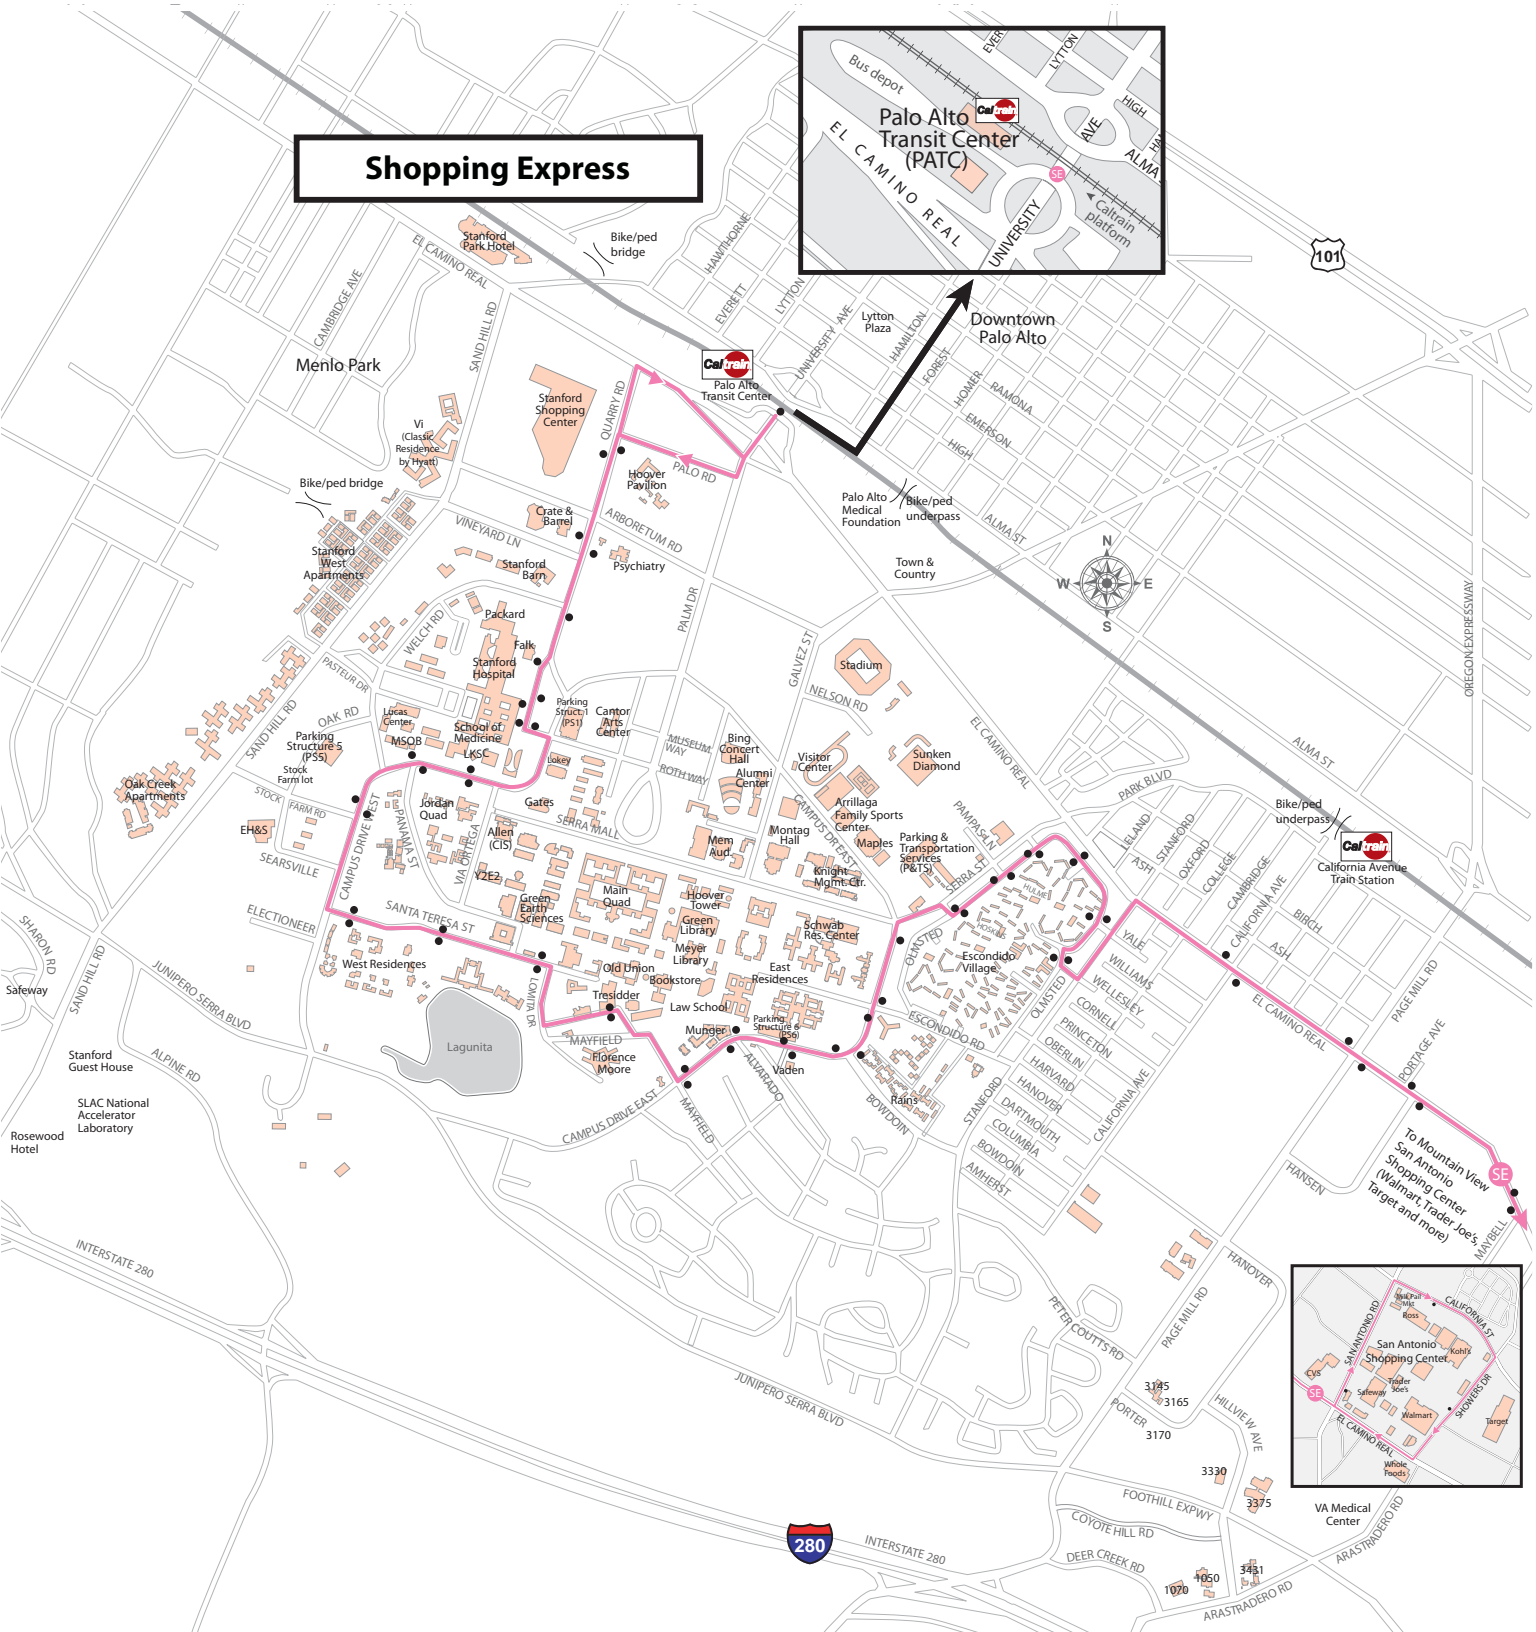 Shopping Express
Bus depot
Palo Alto
Transit Center
(PATC)
Caltrain
EL CAMINO REAL
UNIVERSITY
AVE
EVER
LYTTON
HIGH
HA
ALMA
SE
Caltrain
platform
101
Stanford
Park Hotel
Bike/ped
bridge
EL CAMINO REAL
CAMBRIDGE AVE
SAND HILL RD
HAWTHORNE
EVERETT
LYTTON
UNIVERSITY AVE
Lytton
Plaza
HAMILTON
FOREST
HOMER
RAMONA
EMERSON
HIGH
Downtown
Palo Alto
Menlo Park
Caltrain
Palo Alto
Transit Center
Stanford
Shopping
Center
QUARRY RD
Vi
(Classic
Residence
by Hyatt)
Hoover
Pavilion
PALO RD
Bike/ped bridge
Palo Alto
Medical
Foundation
Bike/ped
underpass
ALMA ST
Crate &
Barrel
ARBORETUM RD
VINEYARD LN
Stanford
West
Apartments
Stanford
Barn
Psychiatry
Town &
Country
N
W
E
S
OREGON EXPRESSWAY
Packard
WELCH RD
Falk
PALM DR
Stanford
Hospital
GALVEZ ST
Stadium
PASTEUR DR
NELSON RD
OAK RD
SAND HILL RD
Lucas
Center
Parking
Struct. 1
(PS1)
Cantor
Arts
Center
School of
Medicine
Parking
Structure 5
(PS5)
MSOB
LKSC
Lokey
MUSEUM
WAY
ROTH WAY
Bing
Concert
Hall
Alumni
Center
Visitor
Center
Sunken
Diamond
EL CAMINO REAL
ALMA ST
Stock
Farm lot
STOCK
FARM RD
Oak Creek
Apartments
PARK BLVD
Jordan
Quad
Gates
Arrillaga
Family Sports
Center
CAMPUS DR EAST
PAMPAS LN
Bike/ped
underpass
Caltrain
California Avenue
Train Station
EH&S
SEARSVILLE
CAMPUS DRIVE WEST
PANAMA ST
VIA ORTEGA
Allen
(CiS)
SERRA MALL
Mem
Aud.
Montag
Hall
Maples
Parking &
Transportation
Services
(P&TS)
SERRA ST
LELAND
STANFORD
ASH
OXFORD
COLLEGE
CAMBRIDGE
CALIFORNIA AVE
BIRCH
ASH
Y2E2
Knight
Mgmt. Ctr.
HULME
Main
Quad
Hoover
Tower
Green
Earth
Sciences
Green
Library
Schwab
Res. Center
HOSKINS
OLMSTED
Escondido
Village
YALE
WILLIAMS
WELLESLEY
OLMSTED
CORNELL
PRINCETON
OBERLIN
HARVARD
HANOVER
DARTMOUTH
COLUMBIA
BOWDOIN
AMHERST
ELECTIONEER
SANTA TERESA ST
SHARON RD
SAND HILL RD
Safeway
JUNIPERO SERRA BLVD
West Residences
Meyer
Library
Old Union
Bookstore
East
Residences
LOMITA DR
Tresidder
Law School
Munger
Parking
Structure 6
(PS6)
ESCONDIDO RD
MAYFIELD
Florence
Moore
Lagunita
Vaden
ALVARADO
Rains
BOWDOIN
STANFORD
CALIFORNIA AVE
EL CAMINO REAL
PAGE MILL RD
PORTAGE AVE
Stanford
Guest House
ALPINE RD
SLAC National
Accelerator
Laboratory
Rosewood
Hotel
CAMPUS DRIVE EAST
MAYFIELD
HANSEN
To Mountain View
San Antonio
Shopping Center
(Walmart, Trader Joe's,
Target and more)
SE
MAYBELL
INTERSTATE 280
HANOVER
PETER COUTTS RD
PAGE MILL RD
JUNIPERO SERRA BLVD
3145
3165
PORTER
3170
HILLVIEW AVE
3330
3375
FOOTHILL EXPWY
COYOTE HILL RD
DEER CREEK RD
280
INTERSTATE 280
1070
1050
3431
ARASTRADERO RD
VA Medical
Center
ARASTRADERO RD
Milk Pail
Mkt
Ross
CALIFORNIA ST
SAN ANTONIO RD
San Antonio
Shopping Center
Kohl's
CVS
SE
Safeway
Trader
Joe's
Walmart
SHOWERS DR
Target
EL CAMINO REAL
Whole
Foods